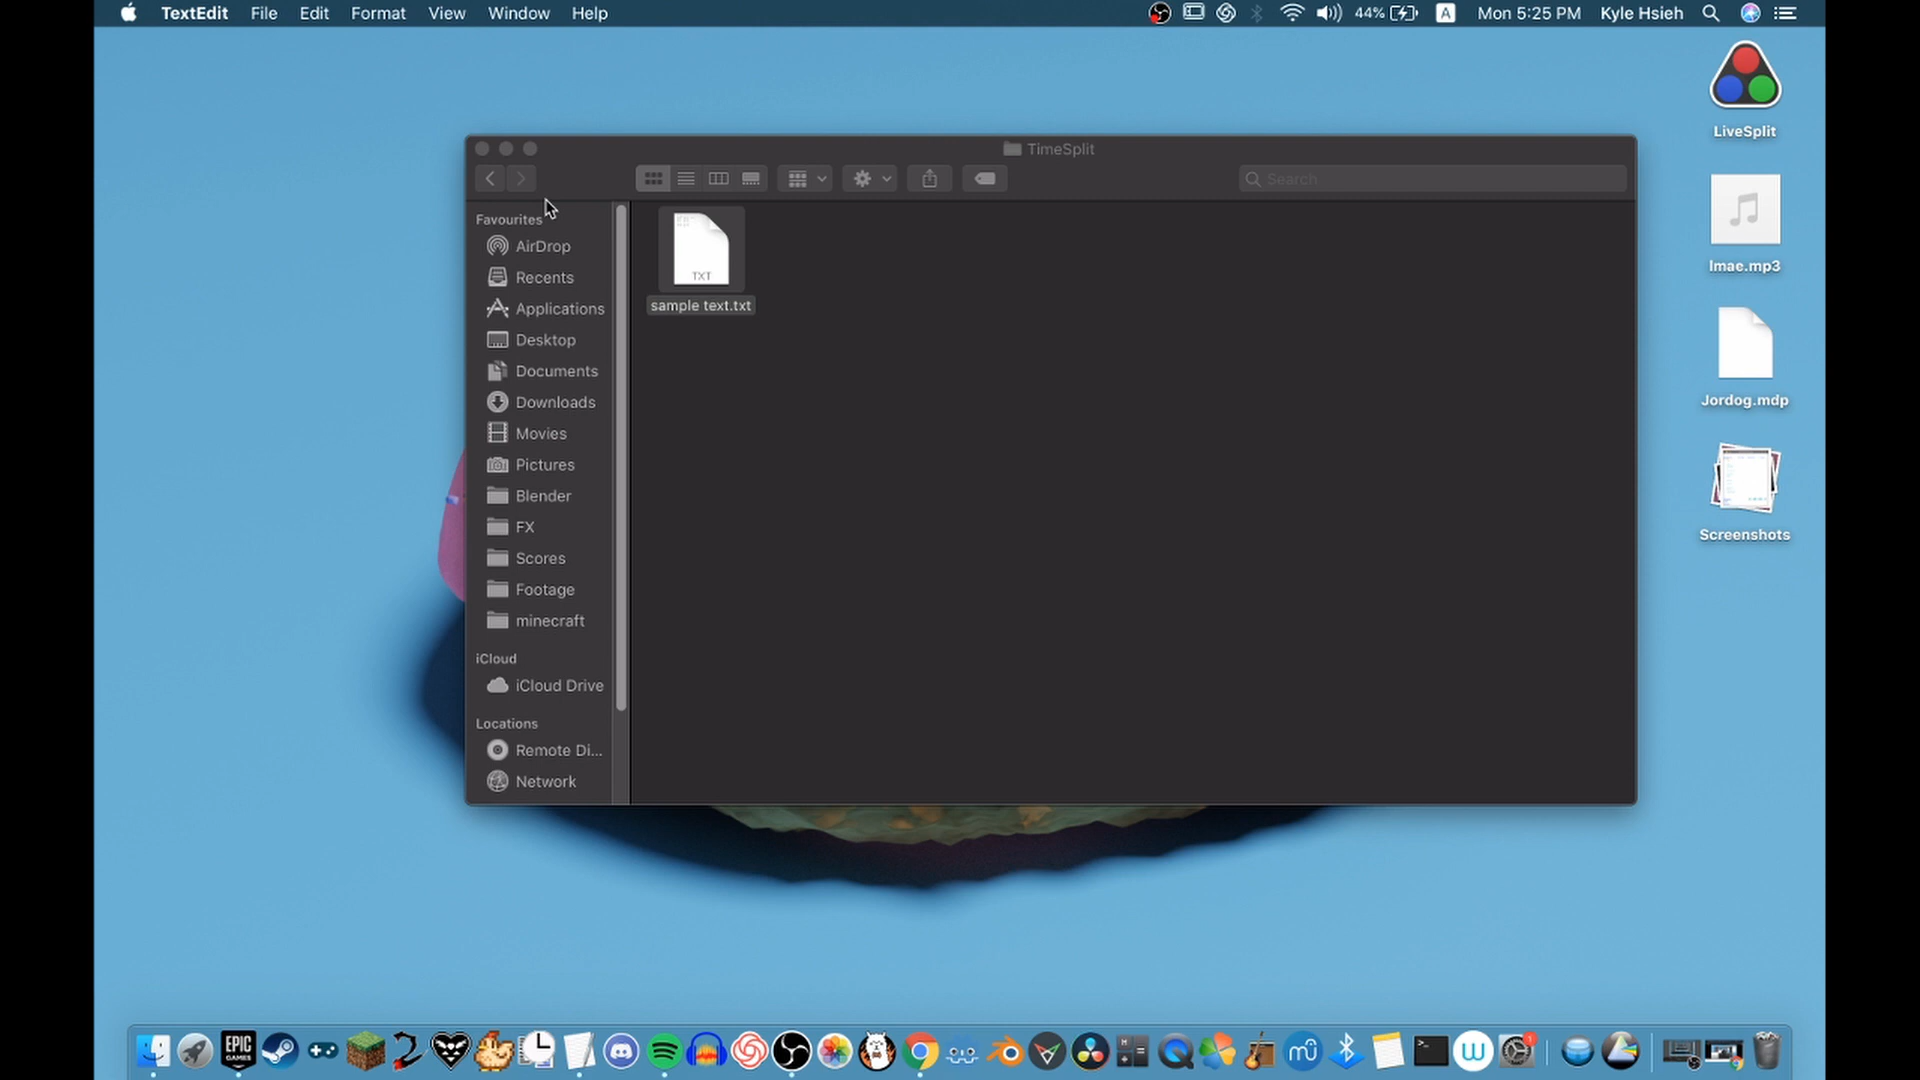 TextEdit File Edit Format View Window Help 44% A Mon 5:25 PM Kyle Hsieh
LiveSplit
TimeSplit
Search
Favourites
AirDrop
Recents
Applications
Desktop
Documents
Downloads
Movies
Pictures
Blender
FX
Scores
Footage
minecraft
iCloud
iCloud Drive
Locations
Remote Di...
Network
TXT
sample text.txt
lmae.mp3
Jordog.mdp
Screenshots
EPIC
GAMES
1